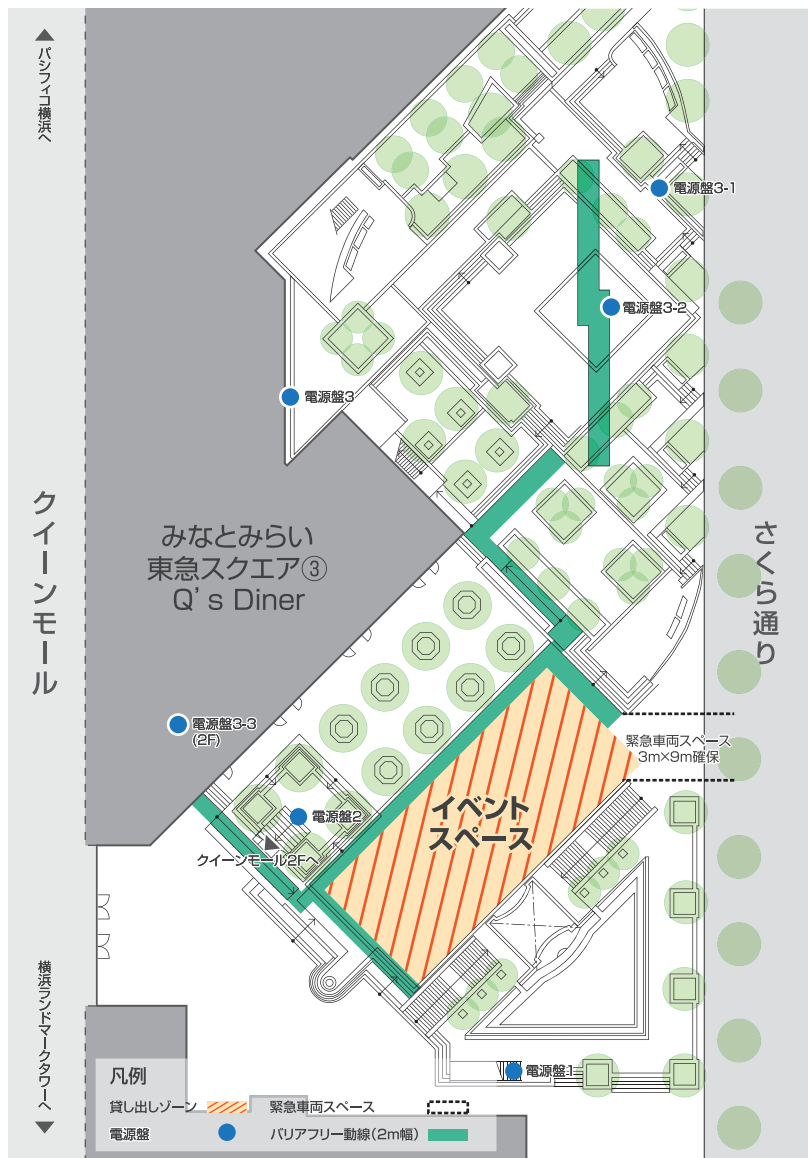 パシフィコ横浜へ
電源盤3-1
電源盤3-2
電源盤3
クイーンモール
みなとみらい
東急スクエア③
Q's Diner
さくら通り
電源盤3-3
(2F)
緊急車両スペース
3m×9m確保
イベント
スペース
電源盤2
クイーンモール2Fへ
横浜ランドマークタワーへ
電源盤1
凡例
貸し出しゾーン
緊急車両スペース
電源盤
バリアフリー動線(2m幅)